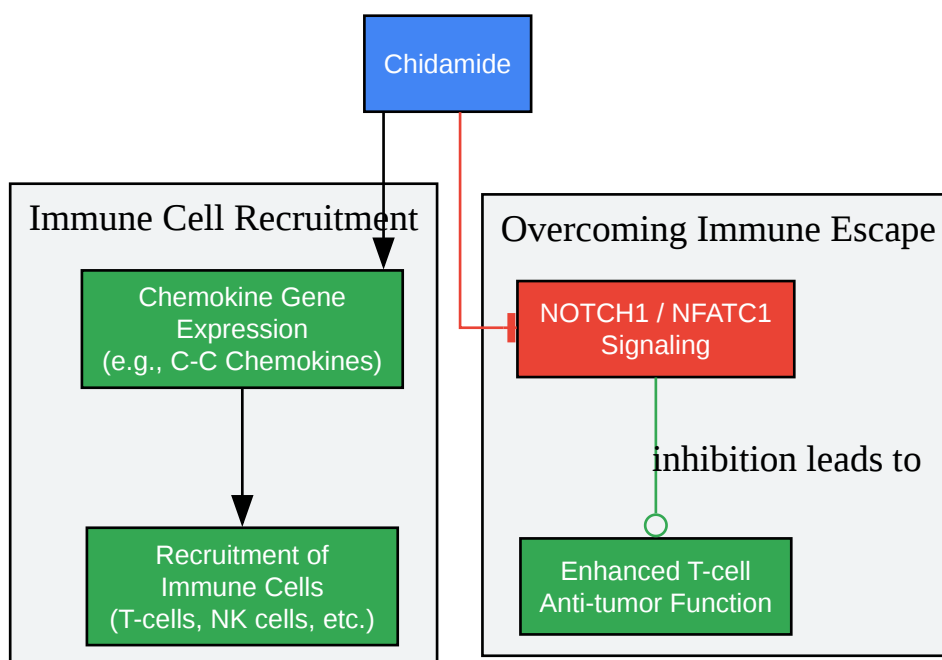 Chidamide
Immune Cell Recruitment
Chemokine Gene
Expression
(e.g., C-C Chemokines)
Recruitment of
Immune Cells
(T-cells, NK cells, etc.)
Overcoming Immune Escape
NOTCH1 / NFATC1
Signaling
inhibition leads to
Enhanced T-cell
Anti-tumor Function